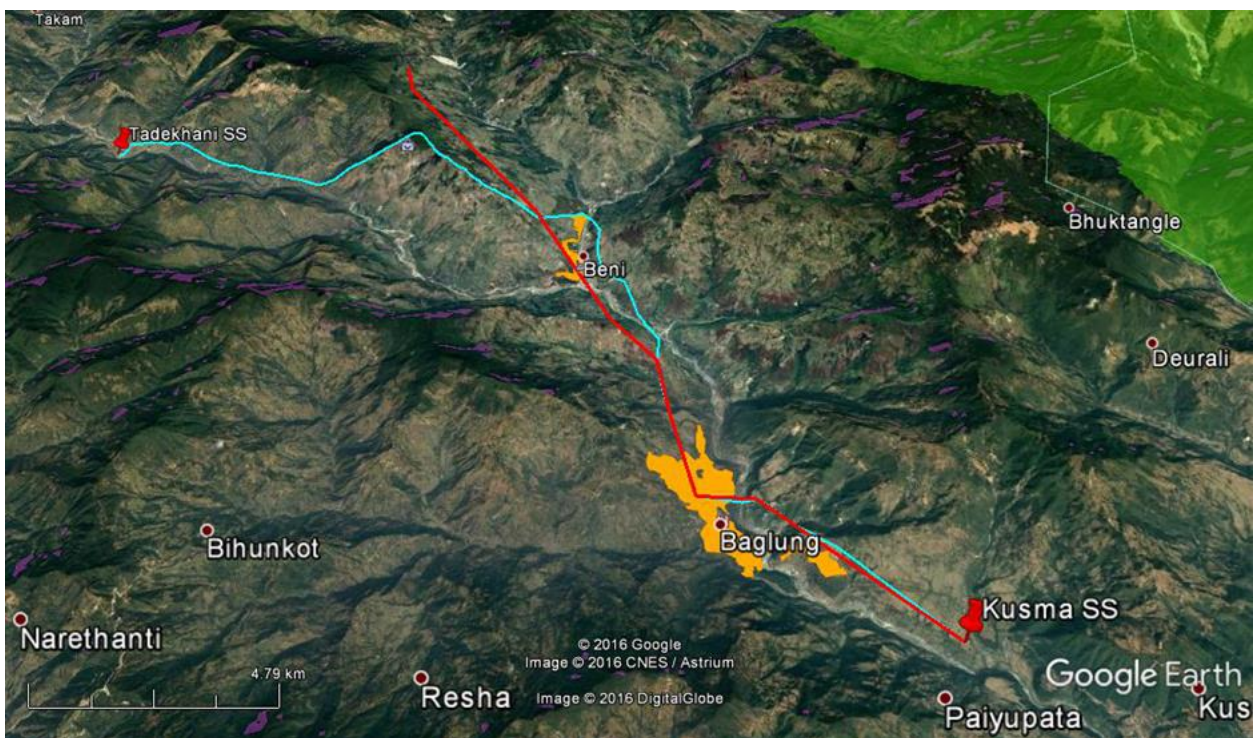 Takam
Tadekhani SS
Bhuktangle
Beni
Deurali
Bihunkot
Baglung
Narethanti
Kusma SS
© 2016 Google
Image © 2016 CNES / Astrium
4.79 km
Resha
Image © 2016 DigitalGlobe
Google Earth
Paiyupata
Kus